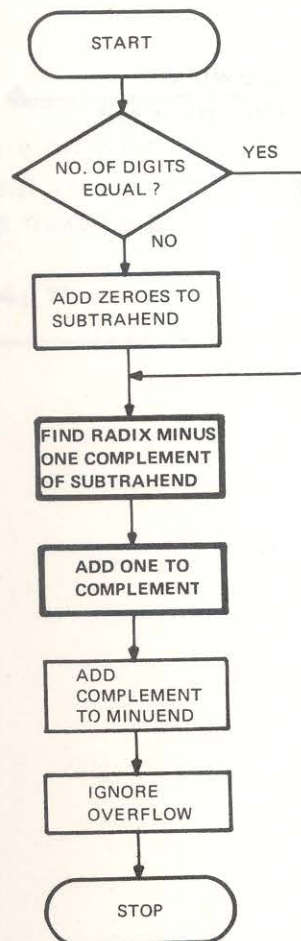 START
NO. OF DIGITS
EQUAL ?
YES
NO
ADD ZEROES TO
SUBTRAHEND
FIND RADIX MINUS
ONE COMPLEMENT
OF SUBTRAHEND
ADD ONE TO
COMPLEMENT
ADD
COMPLEMENT
TO MINUEND
IGNORE
OVERFLOW
STOP